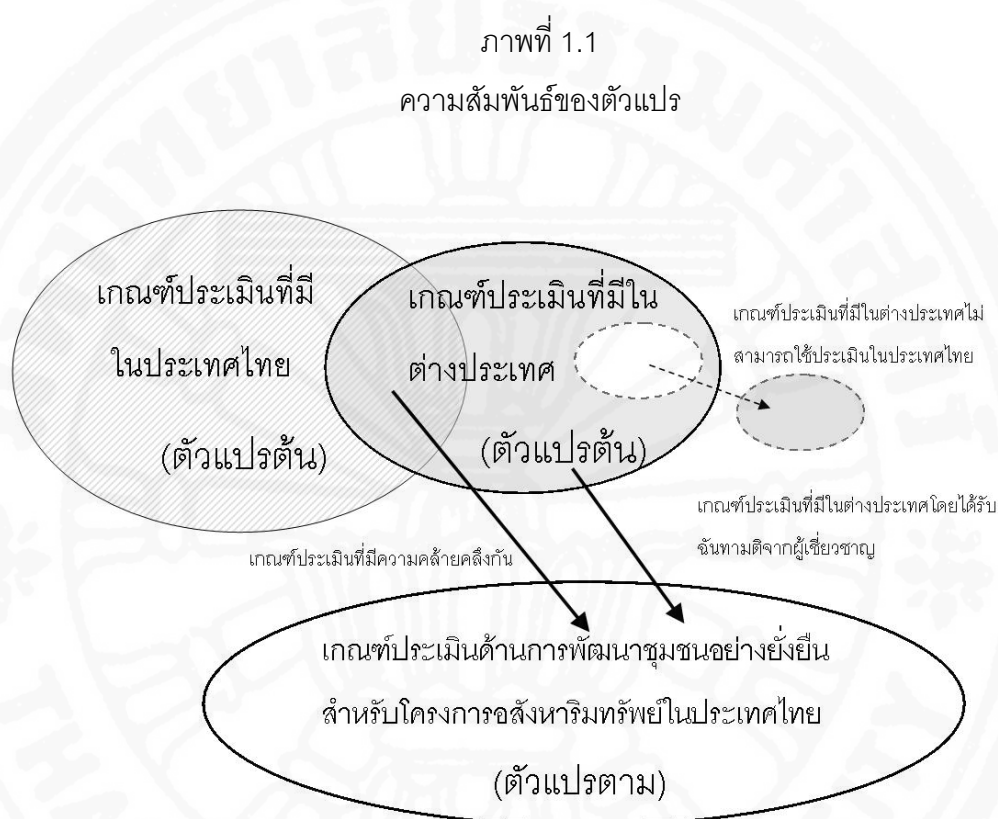 ภาพที่ 1.1
ความสัมพันธ์ของตัวแปร
เกณฑ์ประเมินที่มี
ในประเทศไทย
(ตัวแปรต้น)
เกณฑ์ประเมินที่มีใน
ต่างประเทศ
(ตัวแปรต้น)
เกณฑ์ประเมินที่มีในต่างประเทศไม่
สามารถใช้ประเมินในประเทศไทย
เกณฑ์ประเมินที่มีในต่างประเทศโดยได้รับ
ฉันทามติจากผู้เชี่ยวชาญ
เกณฑ์ประเมินที่มีความคล้ายคลึงกัน
เกณฑ์ประเมินด้านการพัฒนาชุมชนอย่างยั่งยืน
สำหรับโครงการอสังหาริมทรัพย์ในประเทศไทย
(ตัวแปรตาม)